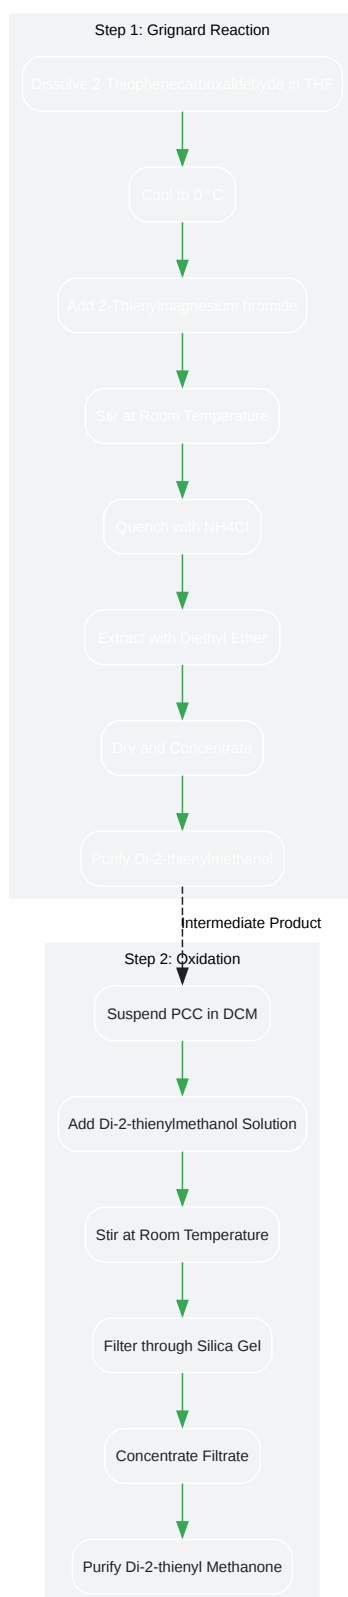 Step 1: Grignard Reaction
Dissolve 2-Thiophenecarboxaldehyde in THF
Cool to 0 °C
Add 2-Thienylmagnesium bromide
Stir at Room Temperature
Quench with NH4Cl
Extract with Diethyl Ether
Dry and Concentrate
Purify Di-2-thienylmethanol
Intermediate Product
Step 2: Oxidation
Suspend PCC in DCM
Add Di-2-thienylmethanol Solution
Stir at Room Temperature
Filter through Silica Gel
Concentrate Filtrate
Purify Di-2-thienyl Methanone